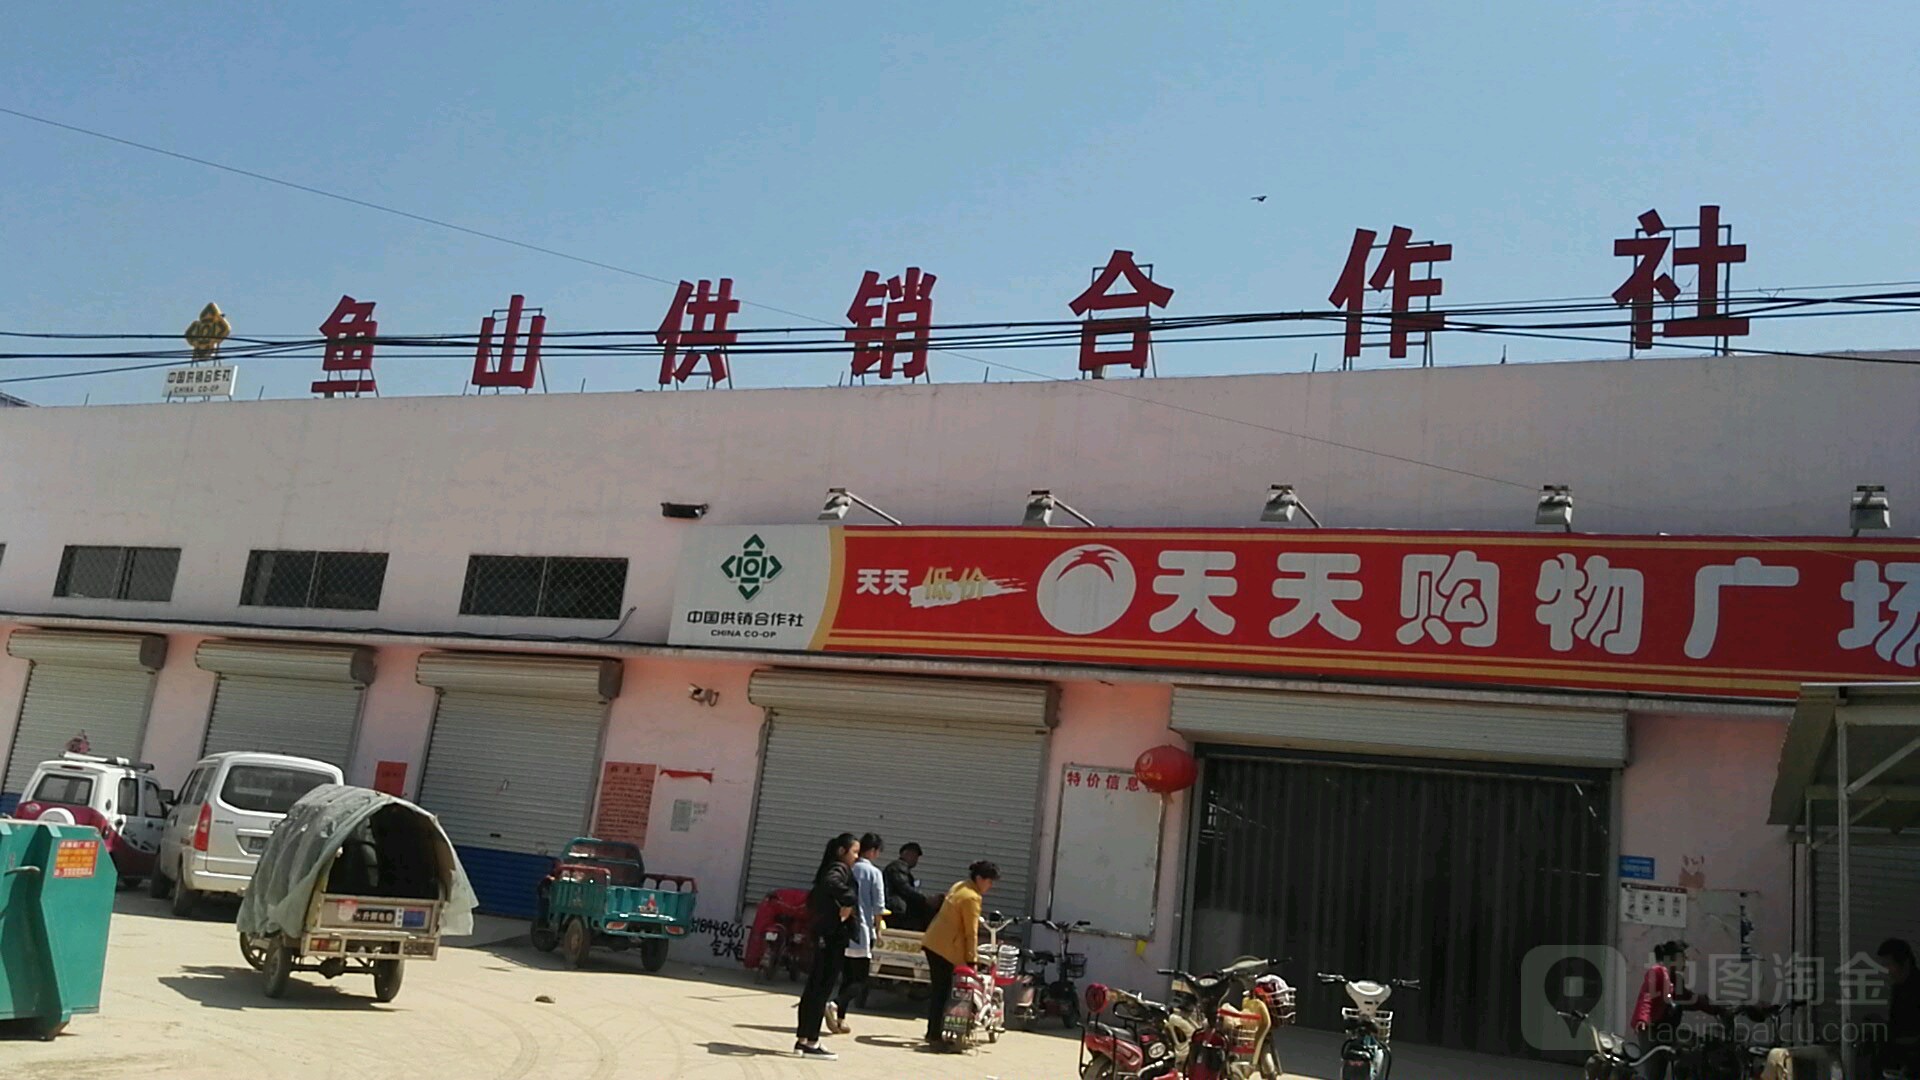 鱼山供销合作社
中国供销合作社
CHINA CO-OP
中国供销合作社
CHINA CO-OP
天天低价
天天购物广场
特价信息
地图淘金
taojin.baidu.com